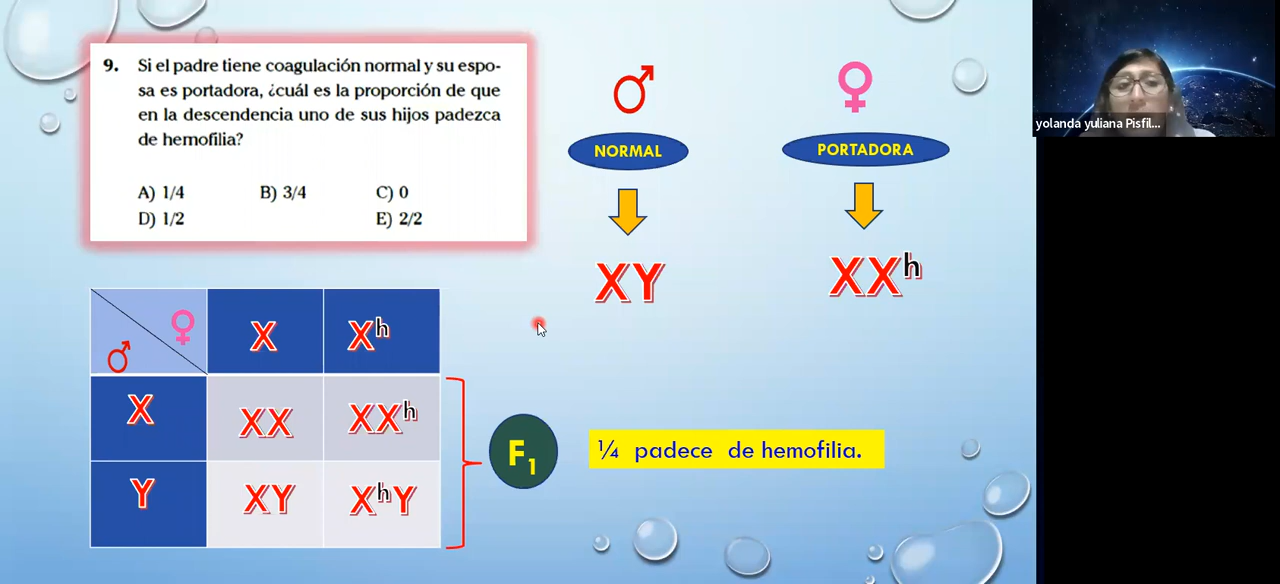 9. Si el padre tiene coagulación normal y su espo-
sa es portadora, ¿cuál es la proporción de que
en la descendencia uno de sus hijos padezca
de hemofilia?
A) 1/4 B) 3/4 C) 0
D) 1/2 E) 2/2
♂ ♀
NORMAL PORTADORA
XY XXʰ
♀ X Xʰ
♂
X XX XXʰ
Y XY XʰY
F₁
¼ padece de hemofilia.
yolanda yuliana Pisfil...